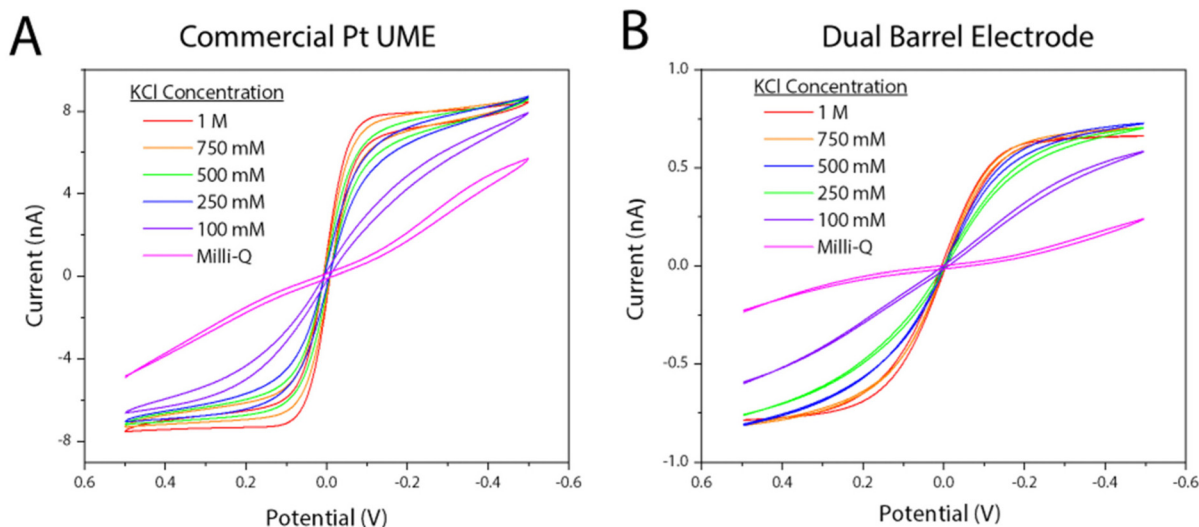 A
Commercial Pt UME
KCl Concentration
1 M
750 mM
500 mM
250 mM
100 mM
Milli-Q
8
4
0
-4
-8
Current (nA)
0.6
0.4
0.2
0.0
-0.2
-0.4
-0.6
Potential (V)
B
Dual Barrel Electrode
KCl Concentration
1 M
750 mM
500 mM
250 mM
100 mM
Milli-Q
1.0
0.5
0.0
-0.5
-1.0
Current (nA)
0.6
0.4
0.2
0.0
-0.2
-0.4
-0.6
Potential (V)